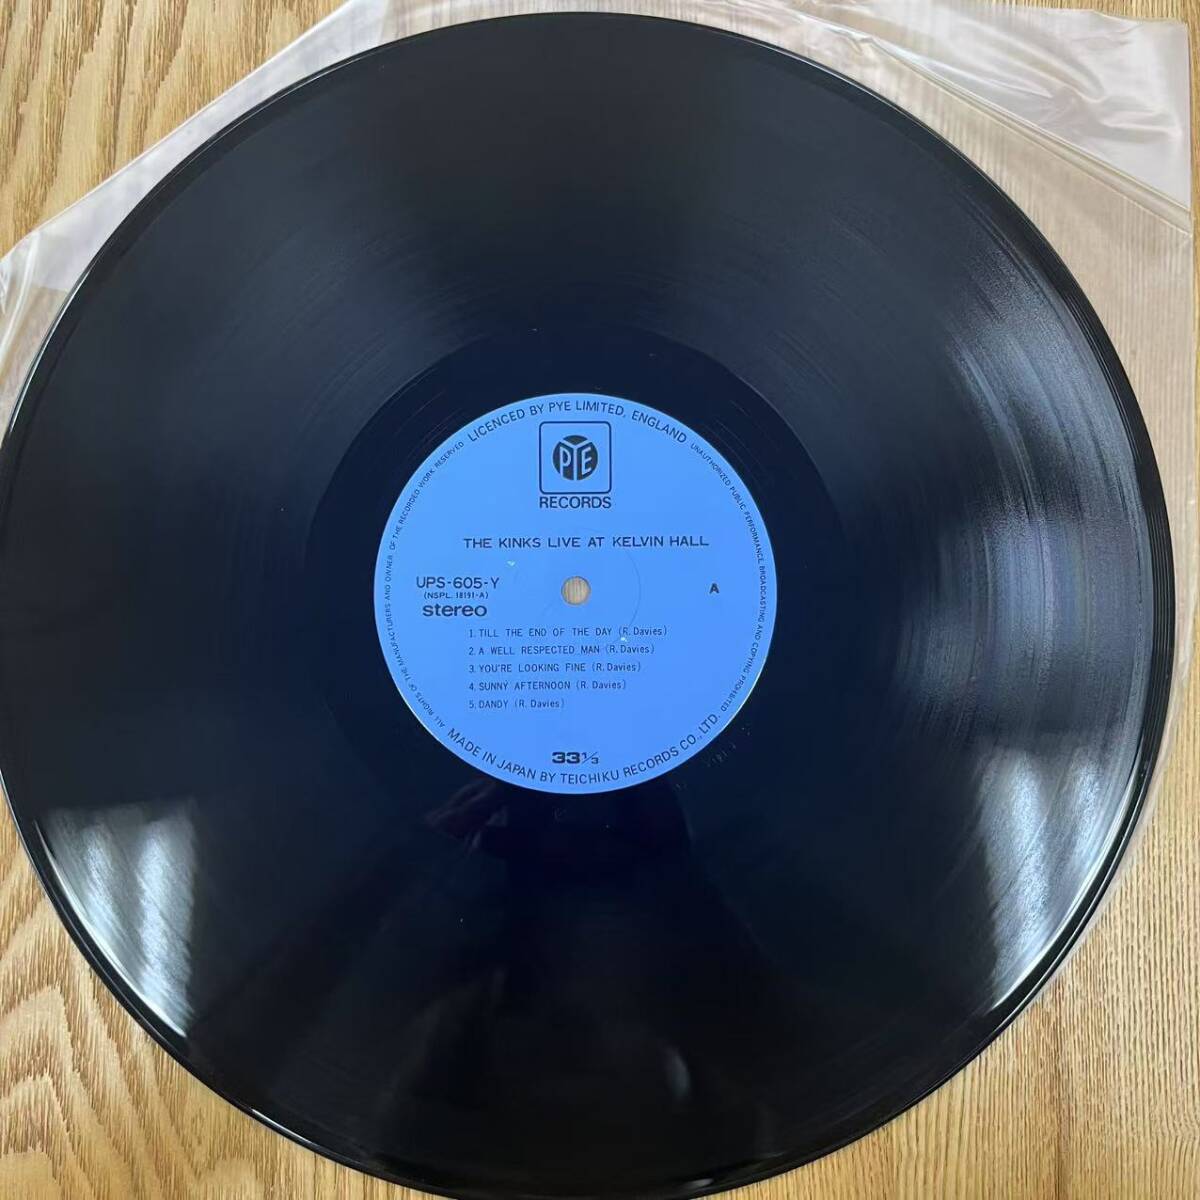 LICENCED BY PYE LIMITED, ENGLAND
UNAUTHORIZED PUBLIC PERFORMANCE, BROADCASTING AND COPYING PROHIBITED.
ALL RIGHTS OF THE MANUFACTURERS AND OWNER OF THE RECORDED WORK RESERVED
PYE
RECORDS
THE KINKS LIVE AT KELVIN HALL
UPS-605-Y
(NSPL. 18191-A)
stereo
A
1. TILL THE END OF THE DAY (R. Davies)
2. A WELL RESPECTED MAN (R. Davies)
3. YOU'RE LOOKING FINE (R. Davies)
4. SUNNY AFTERNOON (R. Davies)
5. DANDY (R. Davies)
33 1/3
MADE IN JAPAN BY TEICHIKU RECORDS CO., LTD.